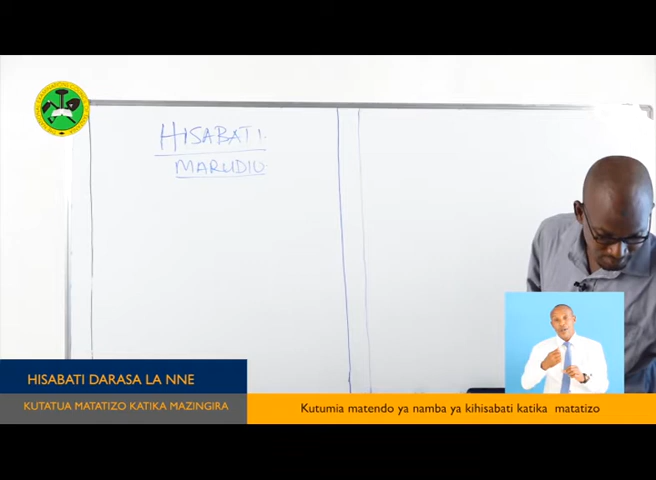 HISABATI
MARUDIO
HISABATI DARASA LA NNE
KUTATUA MATATIZO KATIKA MAZINGIRA
Kutumia matendo ya namba ya kihisabati katika matatizo